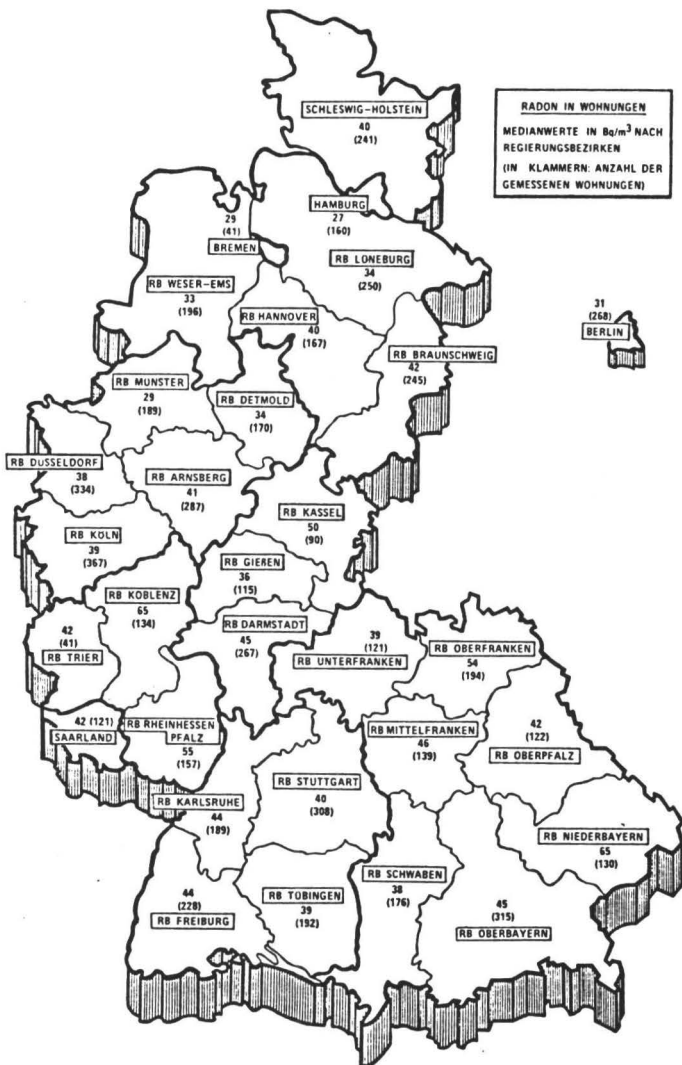 SCHLESWIG-HOLSTEIN
40
(241)
RADON IN WOHNUNGEN
MEDIANWERTE IN Bq/m³ NACH
REGIERUNGSBEZIRKEN
(IN KLAMMERN: ANZAHL DER
GEMESSENEN WOHNUNGEN)
HAMBURG
27
(160)
29
(41)
BREMEN
RB LÜNEBURG
34
(250)
RB WESER-EMS
33
(196)
RB HANNOVER
40
(167)
31
(268)
BERLIN
RB BRAUNSCHWEIG
42
(245)
RB MÜNSTER
29
(189)
RB DETMOLD
34
(170)
RB DÜSSELDORF
38
(334)
RB ARNSBERG
41
(287)
RB KASSEL
50
(90)
RB KÖLN
39
(367)
RB GIEßEN
36
(115)
RB KOBLENZ
65
(134)
RB DARMSTADT
45
(267)
42
(41)
RB TRIER
39
(121)
RB UNTERFRANKEN
RB OBERFRANKEN
54
(194)
42 (121)
SAARLAND
RB RHEINHESSEN
PFALZ
55
(157)
RB MITTELFRANKEN
46
(139)
42
(122)
RB OBERPFALZ
RB KARLSRUHE
44
(189)
RB STUTTGART
40
(308)
RB NIEDERBAYERN
65
(130)
RB SCHWABEN
38
(176)
44
(228)
RB FREIBURG
RB TÜBINGEN
39
(192)
45
(315)
RB OBERBAYERN